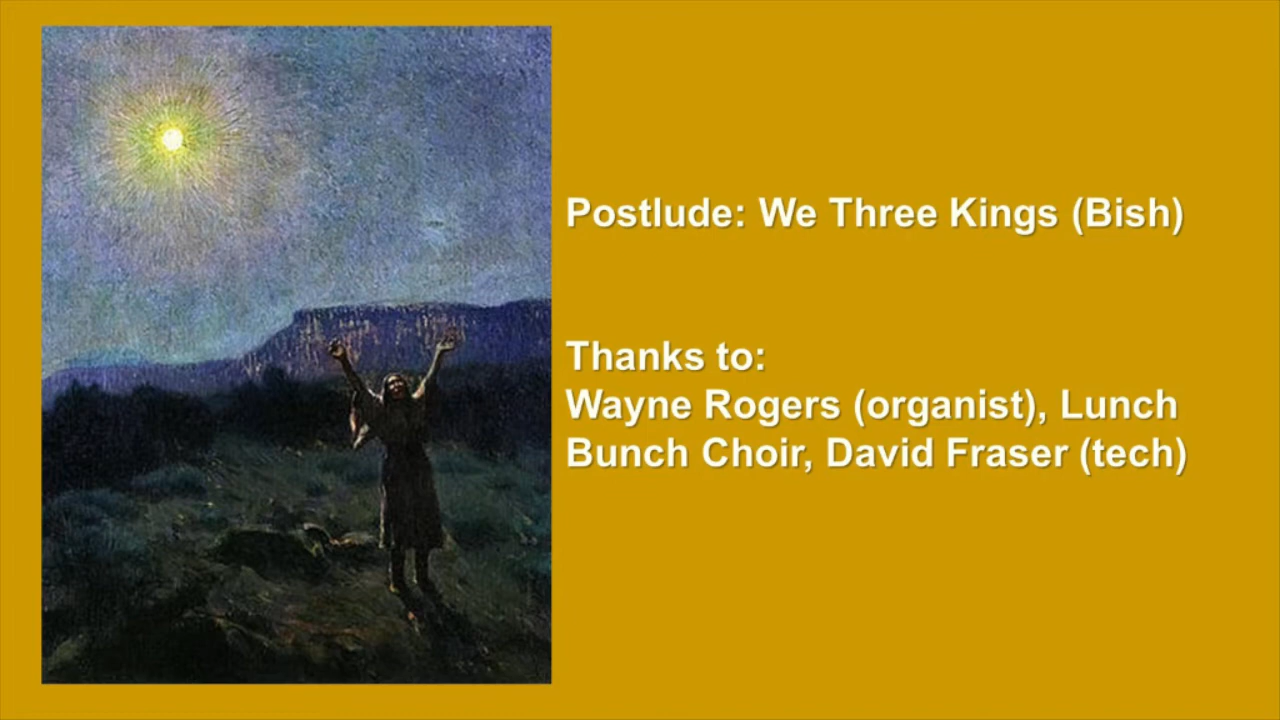 Postlude: We Three Kings (Bish)
Thanks to:
Wayne Rogers (organist), Lunch
Bunch Choir, David Fraser (tech)